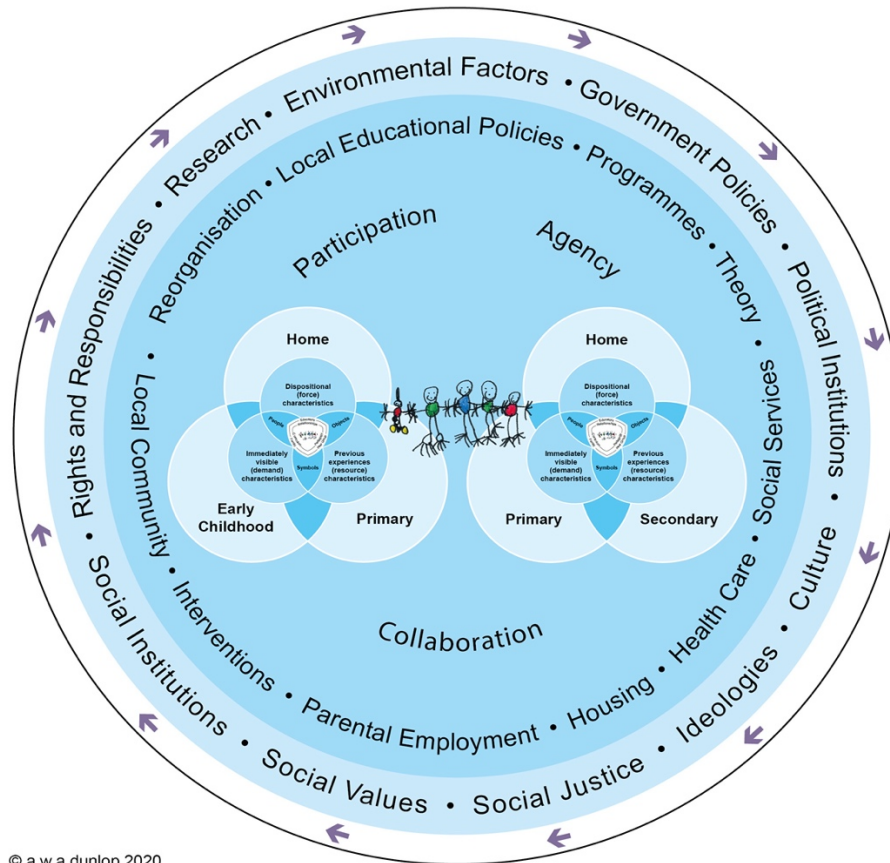 Environmental Factors • Government Policies • Political Institutions • Culture • Ideologies • Social Justice • Social Values • Social Institutions • Rights and Responsibilities • Research •
Local Educational Policies • Programmes • Theory • Social Services • Health Care • Housing • Parental Employment • Interventions • Local Community • Reorganisation •
Participation
Agency
Home
Dispositional
(force)
characteristics
People
Objects
Immediately
visible
(demand)
characteristics
Previous
experiences
(resource)
characteristics
Symbols
Early
Childhood
Primary
Home
Dispositional
(force)
characteristics
People
Objects
Immediately
visible
(demand)
characteristics
Previous
experiences
(resource)
characteristics
Symbols
Primary
Secondary
Collaboration
© a.w.a.dunlop 2020